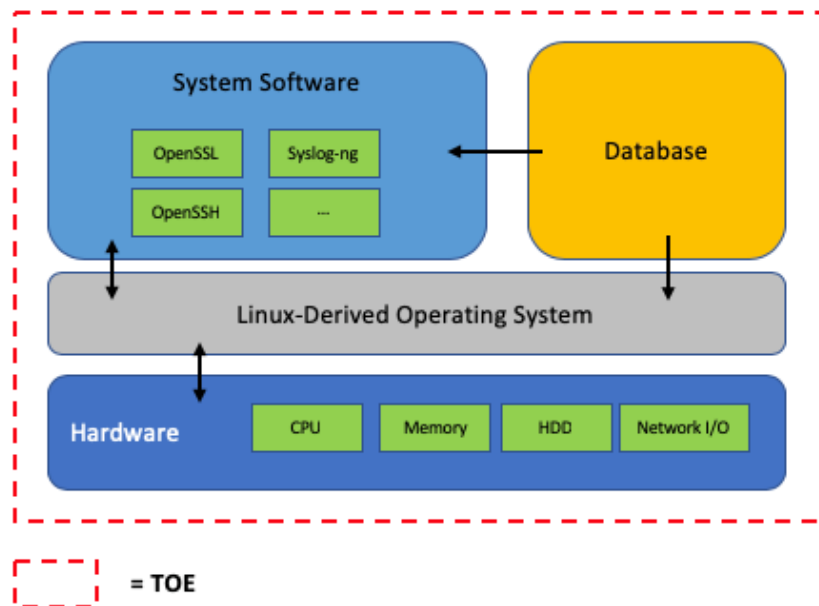 System Software
OpenSSL
Syslog-ng
OpenSSH
...
Database
Linux-Derived Operating System
Hardware
CPU
Memory
HDD
Network I/O
= TOE